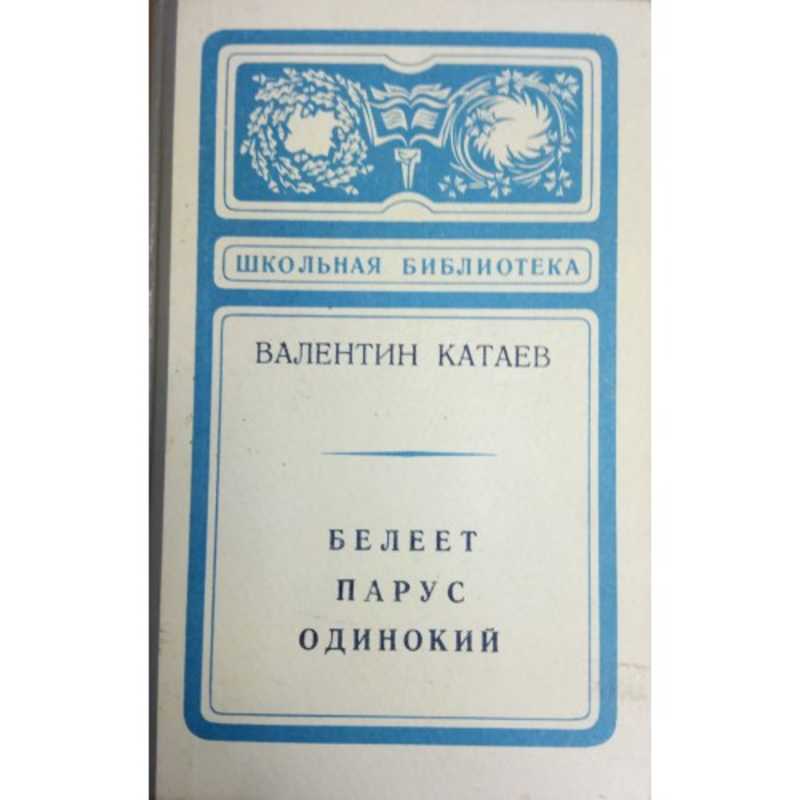 ШКОЛЬНАЯ БИБЛИОТЕКА
ВАЛЕНТИН КАТАЕВ
БЕЛЕЕТ
ПАРУС
ОДИНОКИЙ